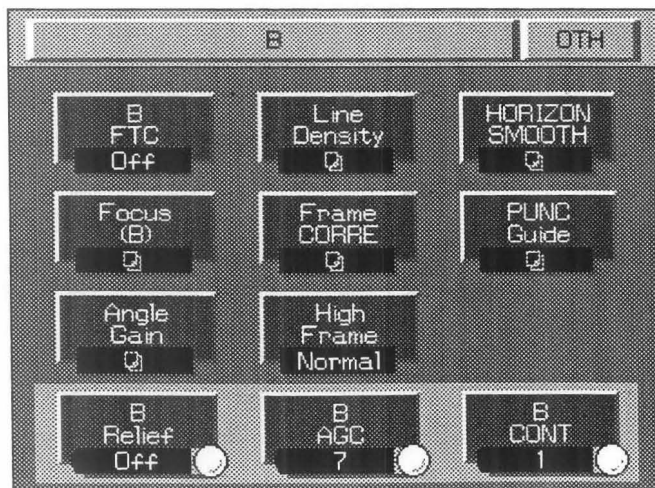 B OTH
B
FTC
Off
Line
Density
HORIZON
SMOOTH
Focus
(B)
Frame
CORRE
PUNC
Guide
Angle
Gain
High
Frame
Normal
B
Relief
Off
B
AGC
7
B
CONT
1